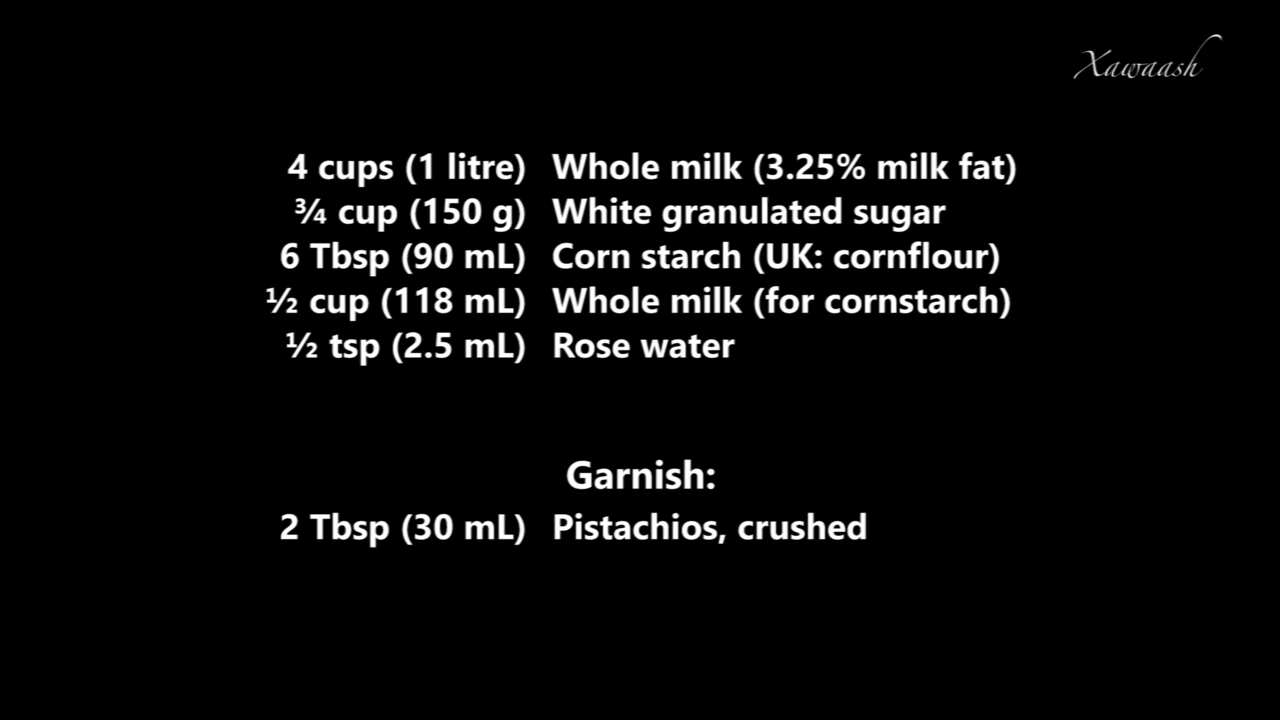 Xawaash
4 cups (1 litre) Whole milk (3.25% milk fat)
¾ cup (150 g) White granulated sugar
6 Tbsp (90 mL) Corn starch (UK: cornflour)
½ cup (118 mL) Whole milk (for cornstarch)
½ tsp (2.5 mL) Rose water
Garnish:
2 Tbsp (30 mL) Pistachios, crushed